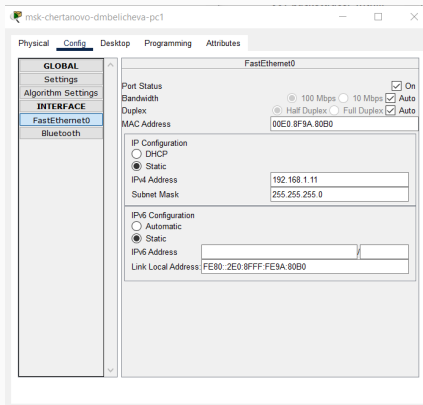 msk-chertanovo-dmbelicheva-pc1
Physical Config Desktop Programming Attributes
GLOBAL
Settings
Algorithm Settings
INTERFACE
FastEthernet0
Bluetooth
FastEthernet0
Port Status On
Bandwidth 100 Mbps 10 Mbps Auto
Duplex Half Duplex Full Duplex Auto
MAC Address 00E0.8F9A.80B0
IP Configuration
DHCP
Static
IPv4 Address 192.168.1.11
Subnet Mask 255.255.255.0
IPv6 Configuration
Automatic
Static
IPv6 Address /
Link Local Address: FE80::2E0:8FFF:FE9A:80B0